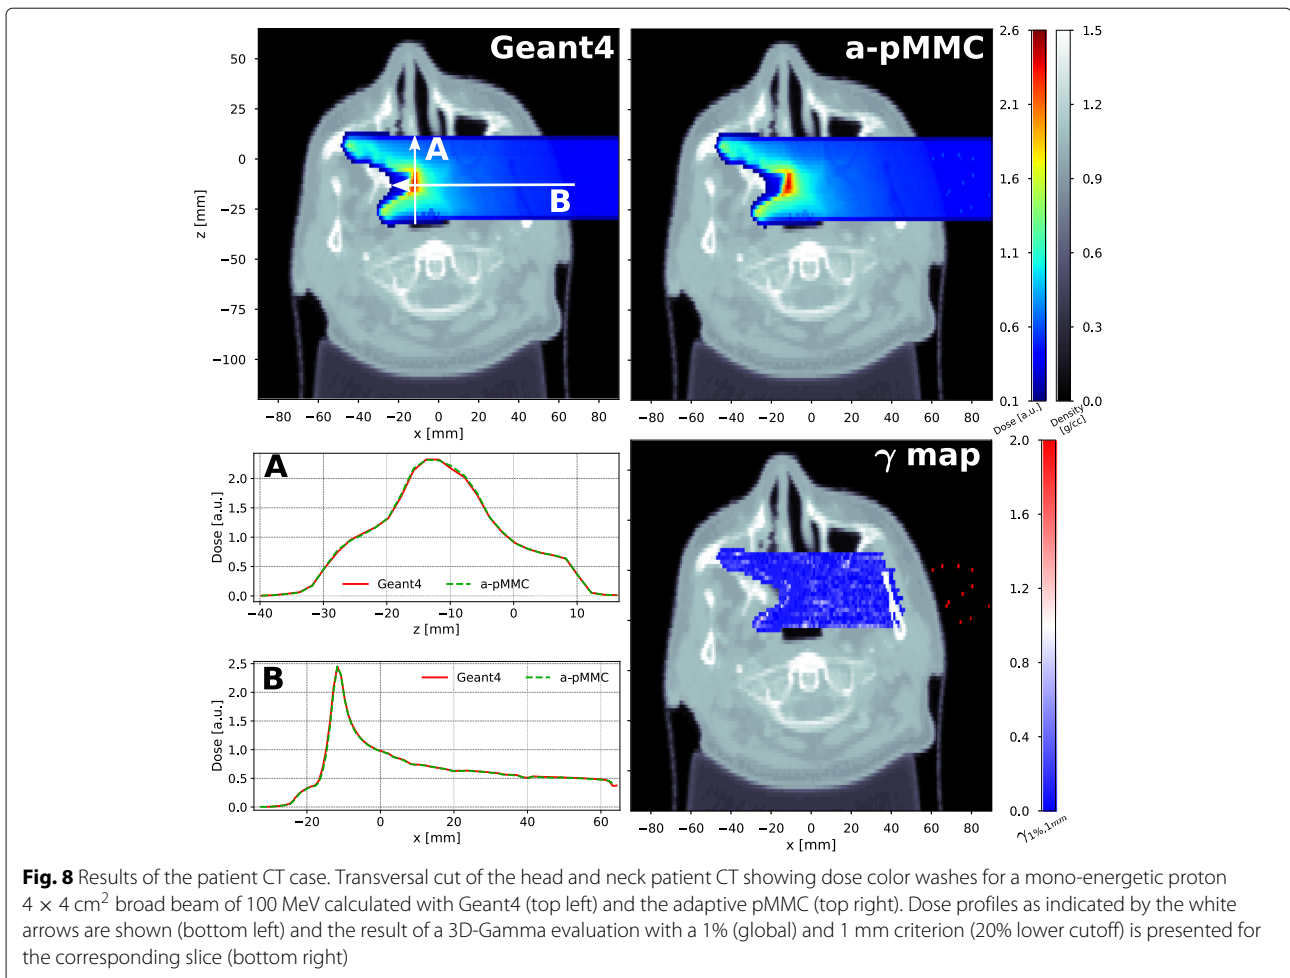 Geant4
a-pMMC
A
B
z [mm]
50
25
0
−25
−50
−75
−100
−80 −60 −40 −20 0 20 40 60 80
x [mm]
−80 −60 −40 −20 0 20 40 60 80
2.6
2.1
1.6
1.1
0.6
0.1
Dose [a.u.]
1.5
1.2
0.9
0.6
0.3
0.0
Density
[g/cc]
A
Dose [a.u.]
2.0
1.5
1.0
0.5
0.0
Geant4 a-pMMC
−40 −30 −20 −10 0 10
z [mm]
B
Dose [a.u.]
2.5
2.0
1.5
1.0
0.5
0.0
Geant4 a-pMMC
−20 0 20 40 60
x [mm]
γ map
−80 −60 −40 −20 0 20 40 60 80
x [mm]
2.0
1.6
1.2
0.8
0.4
0.0
γ1%,1mm
Fig. 8 Results of the patient CT case. Transversal cut of the head and neck patient CT showing dose color washes for a mono-energetic proton
4 × 4 cm² broad beam of 100 MeV calculated with Geant4 (top left) and the adaptive pMMC (top right). Dose profiles as indicated by the white
arrows are shown (bottom left) and the result of a 3D-Gamma evaluation with a 1% (global) and 1 mm criterion (20% lower cutoff) is presented for
the corresponding slice (bottom right)